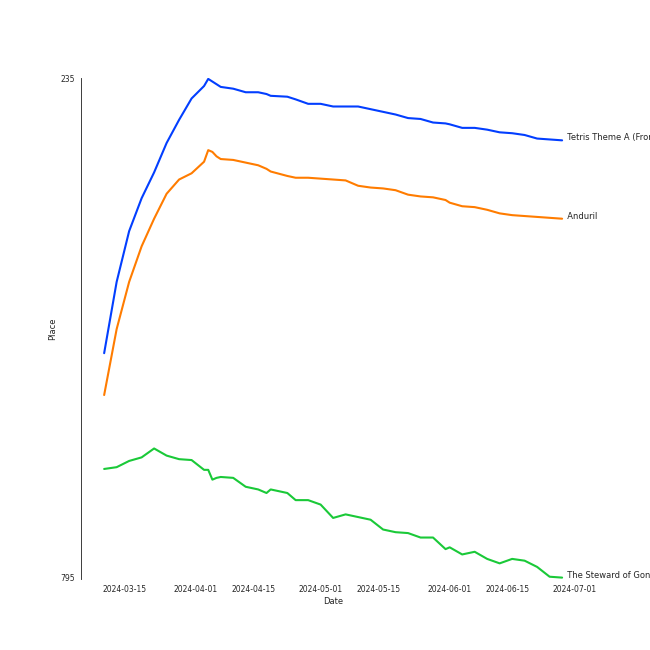 235
Tetris Theme A (Fro
Anduril
Place
The Steward of Gon
795
2024-03-15 2024-04-01 2024-04-15 2024-05-01 2024-05-15 2024-06-01 2024-06-15 2024-07-01
Date